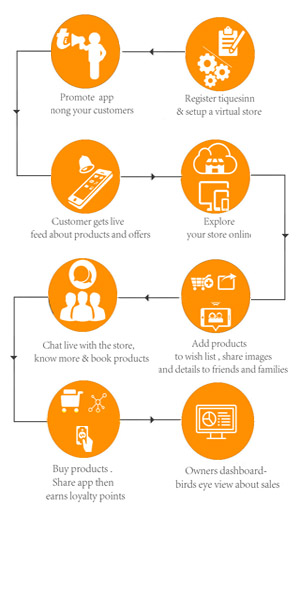 Promote app
nong your customers
Register tiquesinn
& setup a virtual store
Customer gets live
feed about products and offers
Explore
your store online
Chat live with the store,
know more & book products
Add products
to wish list , share images
and details to friends and families
Buy products .
Share app then
earns loyalty points
Owners dashboard-
birds eye view about sales